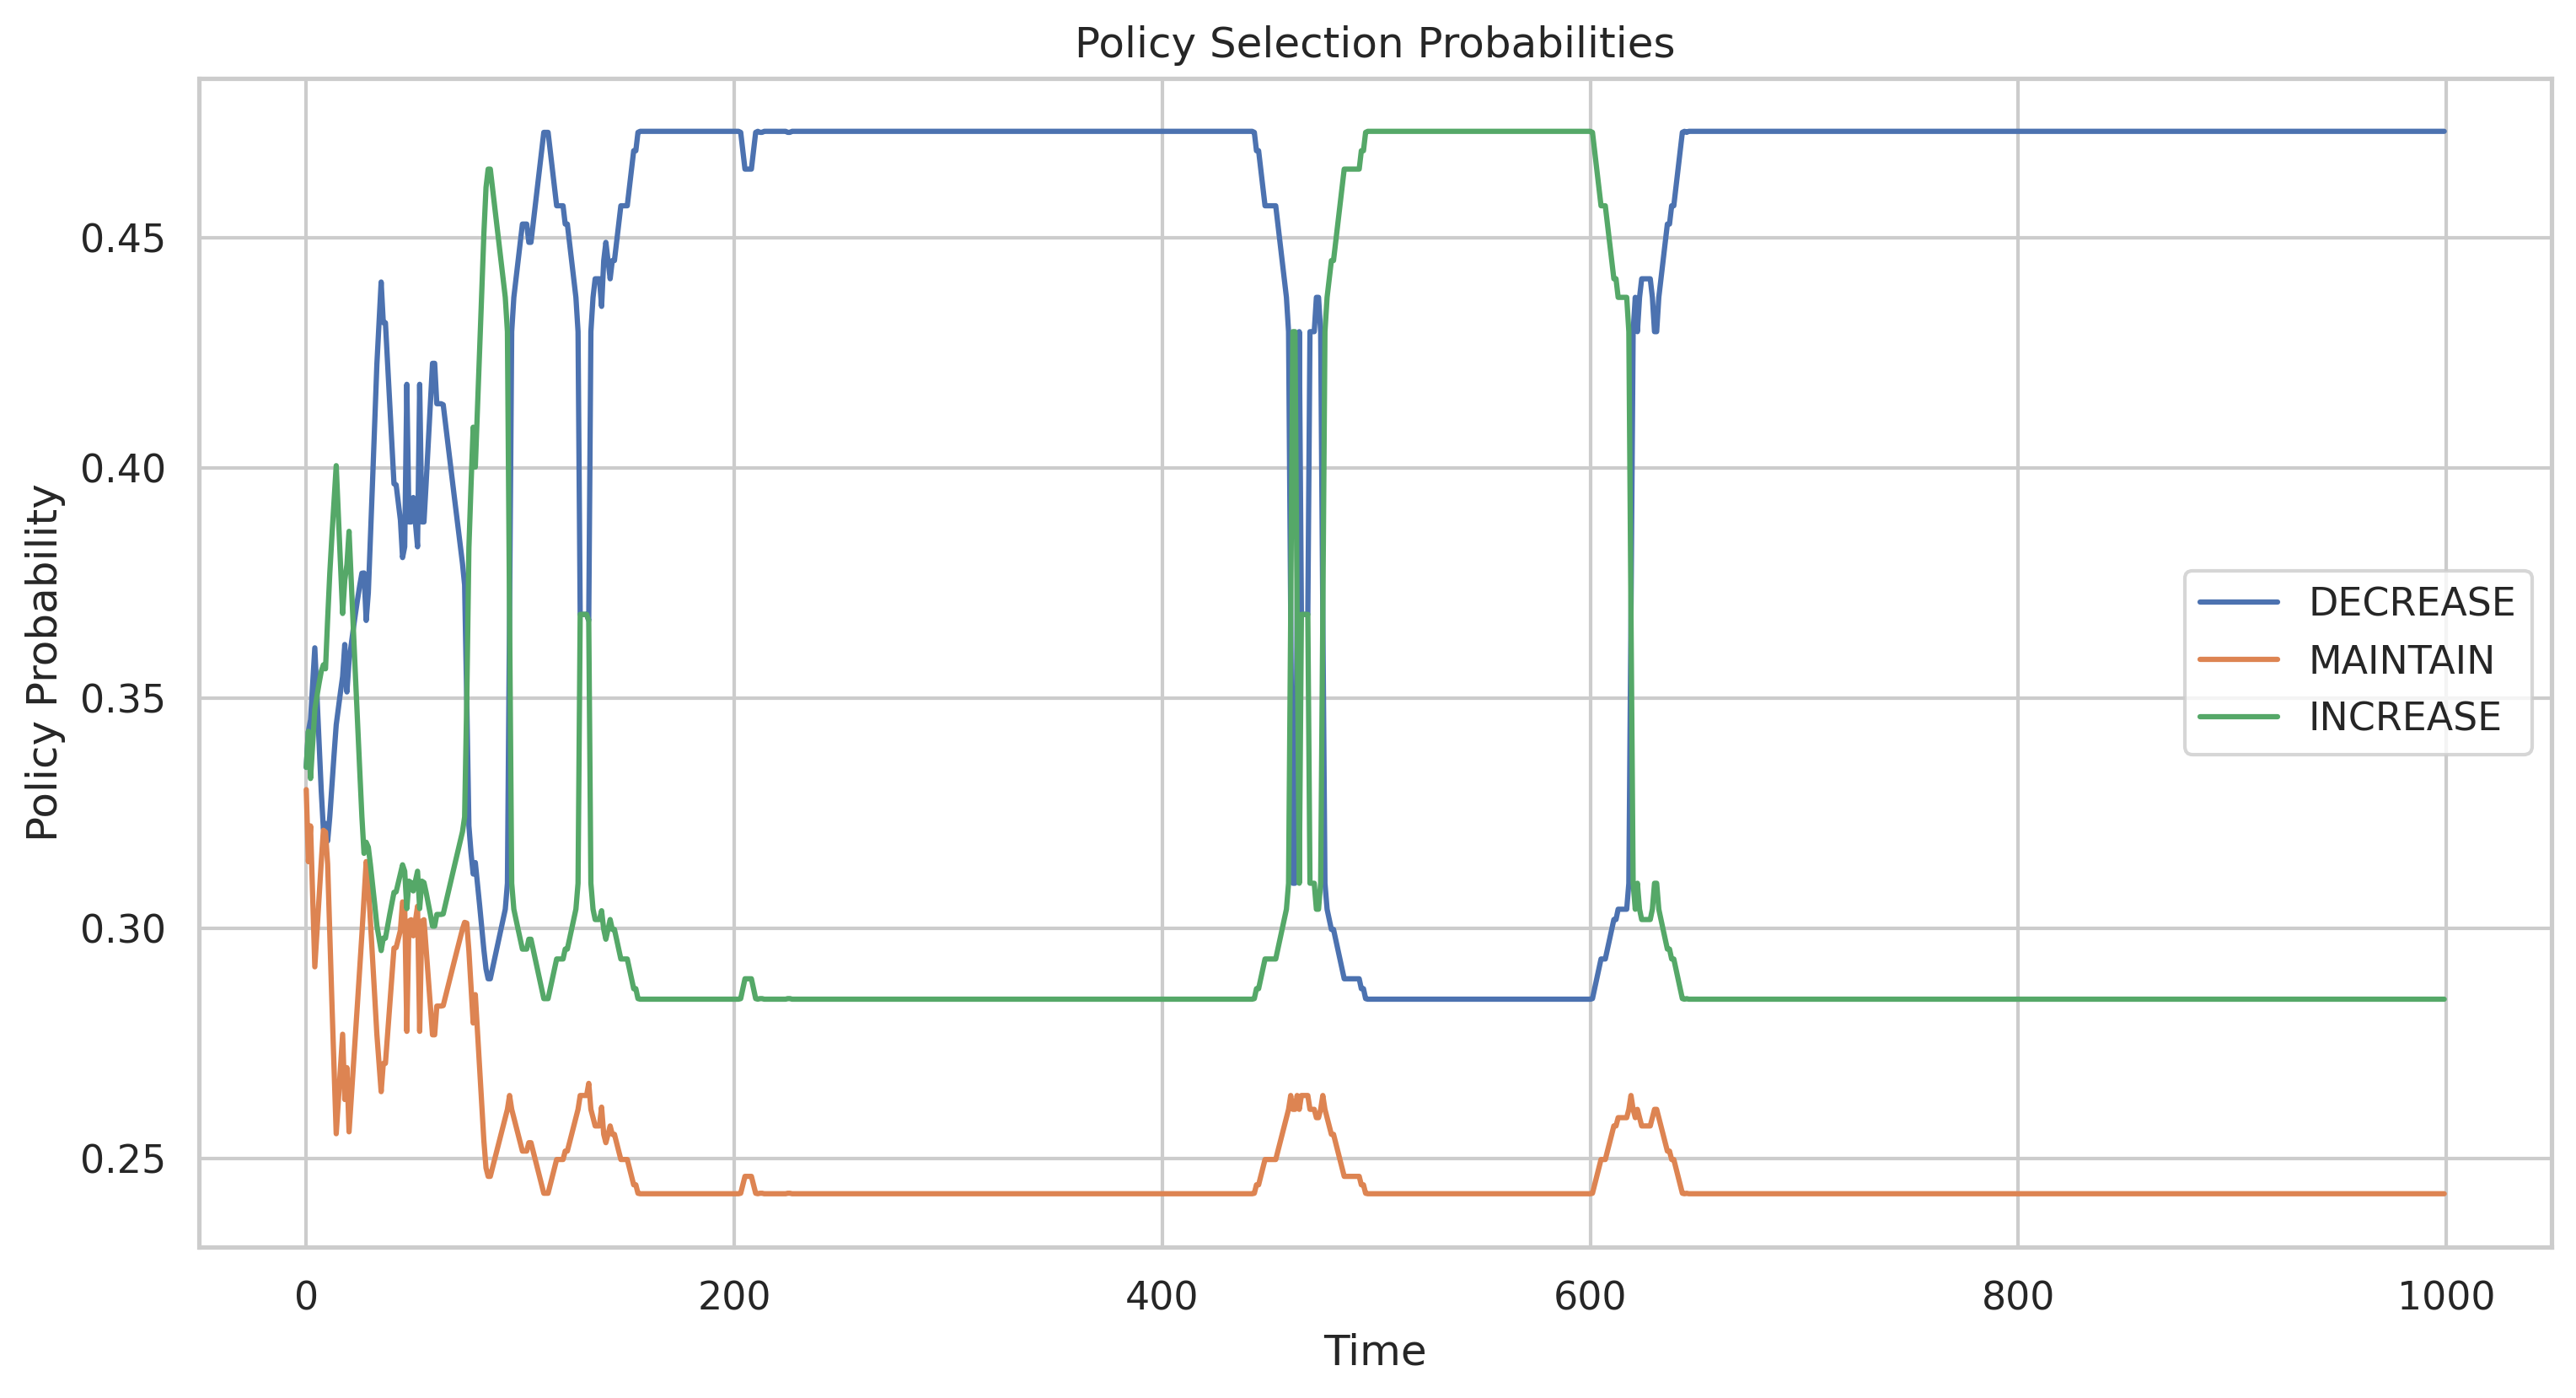 Policy Selection Probabilities
Policy Probability
0.45
0.40
0.35
0.30
0.25
DECREASE
MAINTAIN
INCREASE
0 200 400 600 800 1000
Time